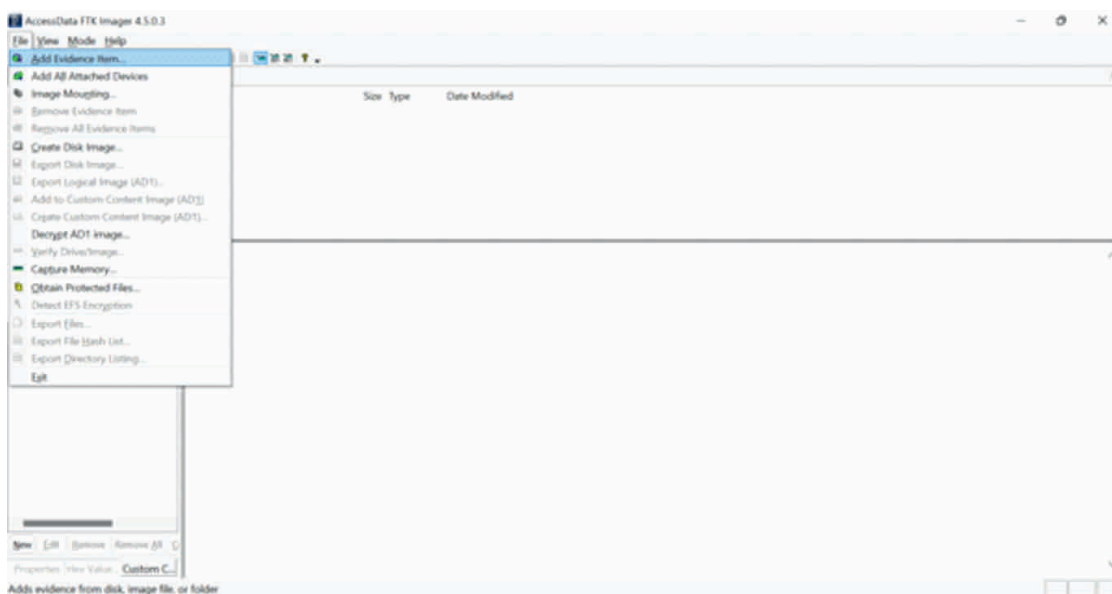 AccessData FTK Imager 4.5.0.3
File View Mode Help
Add Evidence Item...
Add All Attached Devices
Image Mounting...
Remove Evidence Item
Remove All Evidence Items
Create Disk Image...
Export Disk Image...
Export Logical Image (AD1)...
Add to Custom Content Image (AD1)
Create Custom Content Image (AD1)...
Decrypt AD1 image...
Verify Drive/Image...
Capture Memory...
Obtain Protected Files...
Detect EFS Encryption
Export Files...
Export File Hash List...
Export Directory Listing...
Exit
Size Type Date Modified
New Edit Remove Remove All
Properties Hex Value... Custom C...
Adds evidence from disk, image file, or folder